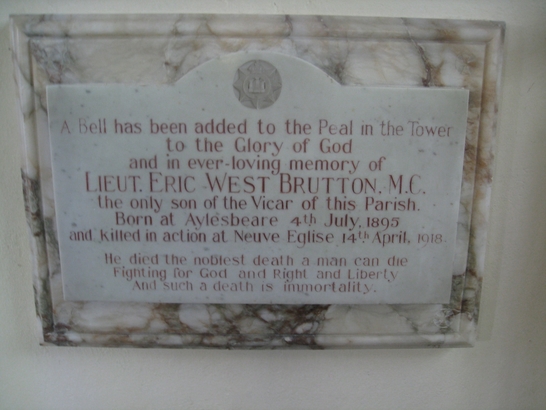 A Bell has been added to the Peal in the Tower
to the Glory of God
and in ever-loving memory of
LIEUT. ERIC WEST BRUTTON. M.C.
the only son of the Vicar of this Parish.
Born at Aylesbeare 4th July, 1895
and killed in action at Neuve Eglise, 14th April, 1918.
He died the noblest death a man can die
Fighting for God and Right and Liberty
And such a death is immortality.